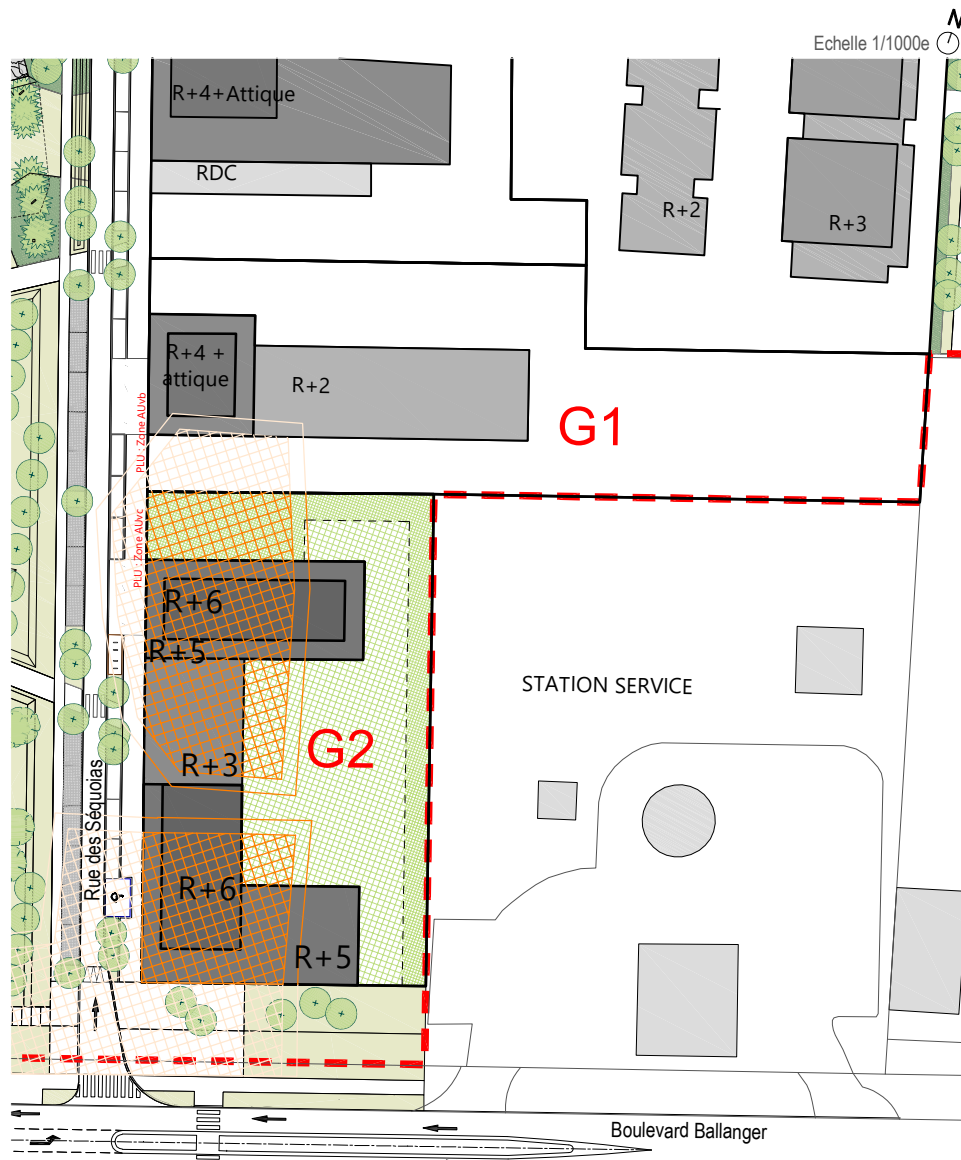 N
Echelle 1/1000e
R+4+Attique
RDC
R+2
R+3
R+4 +
attique
R+2
G1
PLU : Zone AUvb
PLU : Zone AUvc
R+6
R+5
STATION SERVICE
G2
R+3
Rue des Séquoias
R+6
R+5
Boulevard Ballanger